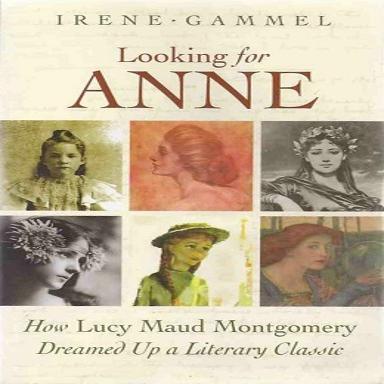 IRENE·GAMMEL
Looking for
ANNE
How Lucy Maud Montgomery
Dreamed Up a Literary Classic